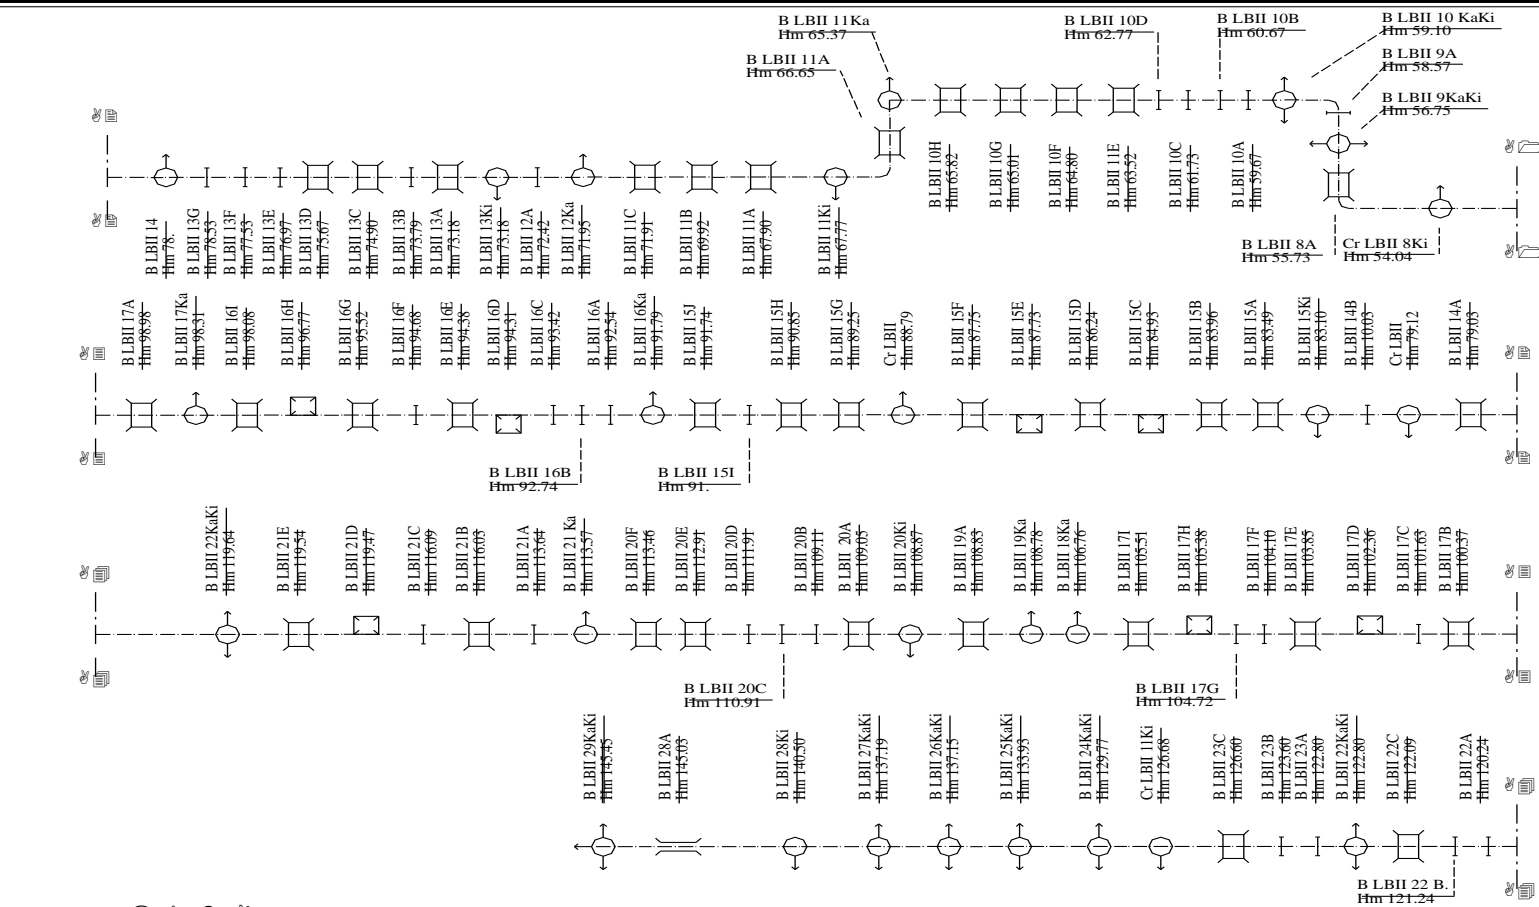 B LBII 11Ka
Hm 65.37
B LBII 10D
Hm 62.77
B LBII 10B
Hm 60.67
B LBII 10 KaKi
Hm 59.10
B LBII 11A
Hm 66.65
B LBII 9A
Hm 58.57
B LBII 9KaKi
Hm 56.75
B LBII 10H
Hm 65.82
B LBII 10G
Hm 65.01
B LBII 10F
Hm 64.80
B LBII 11E
Hm 63.52
B LBII 10C
Hm 61.73
B LBII 10A
Hm 59.67
B LBII 8A
Hm 55.73
Cr LBII 8Ki
Hm 54.04
B LBII 14
Hm 78.
B LBII 13G
Hm 78.53
B LBII 13F
Hm 77.53
B LBII 13E
Hm 76.97
B LBII 13D
Hm 75.67
B LBII 13C
Hm 74.90
B LBII 13B
Hm 73.79
B LBII 13A
Hm 73.18
B LBII 13Ki
Hm 73.18
B LBII 12A
Hm 72.42
B LBII 12Ka
Hm 71.95
B LBII 11C
Hm 71.91
B LBII 11B
Hm 69.92
B LBII 11A
Hm 67.90
B LBII 11Ki
Hm 67.77
B LBII 17A
Hm 98.98
B LBII 17Ka
Hm 98.31
B LBII 16I
Hm 98.08
B LBII 16H
Hm 96.77
B LBII 16G
Hm 95.52
B LBII 16F
Hm 94.68
B LBII 16E
Hm 94.38
B LBII 16D
Hm 94.31
B LBII 16C
Hm 93.42
B LBII 16A
Hm 92.54
B LBII 16Ka
Hm 91.79
B LBII 15J
Hm 91.74
B LBII 15H
Hm 90.85
B LBII 15G
Hm 89.25
Cr LBII
Hm 88.79
B LBII 15F
Hm 87.75
B LBII 15E
Hm 87.73
B LBII 15D
Hm 86.24
B LBII 15C
Hm 84.93
B LBII 15B
Hm 83.96
B LBII 15A
Hm 83.49
B LBII 15Ki
Hm 83.10
B LBII 14B
Hm 10.03
Cr LBII
Hm 79.12
B LBII 14A
Hm 79.03
B LBII 16B
Hm 92.74
B LBII 15I
Hm 91.
B LBII 22KaKi
Hm 119.64
B LBII 21E
Hm 119.54
B LBII 21D
Hm 119.47
B LBII 21C
Hm 116.09
B LBII 21B
Hm 116.03
B LBII 21A
Hm 113.64
B LBII 21 Ka
Hm 113.57
B LBII 20F
Hm 113.46
B LBII 20E
Hm 112.91
B LBII 20D
Hm 111.91
B LBII 20B
Hm 109.11
B LBII 20A
Hm 109.05
B LBII 20Ki
Hm 108.87
B LBII 19A
Hm 108.83
B LBII 19Ka
Hm 108.78
B LBII 18Ka
Hm 106.76
B LBII 17I
Hm 105.51
B LBII 17H
Hm 105.38
B LBII 17F
Hm 104.10
B LBII 17E
Hm 103.85
B LBII 17D
Hm 102.36
B LBII 17C
Hm 101.63
B LBII 17B
Hm 100.37
B LBII 20C
Hm 110.91
B LBII 17G
Hm 104.72
B LBII 29KaKi
Hm 145.45
B LBII 28A
Hm 145.03
B LBII 28Ki
Hm 140.50
B LBII 27KaKi
Hm 137.19
B LBII 26KaKi
Hm 137.15
B LBII 25KaKi
Hm 133.93
B LBII 24KaKi
Hm 129.77
Cr LBII 11Ki
Hm 126.68
B LBII 23C
Hm 126.60
B LBII 23B
Hm 123.60
B LBII 23A
Hm 122.80
B LBII 22KaKi
Hm 122.80
B LBII 22C
Hm 122.09
B LBII 22A
Hm 120.24
B LBII 22 B.
Hm 121.24